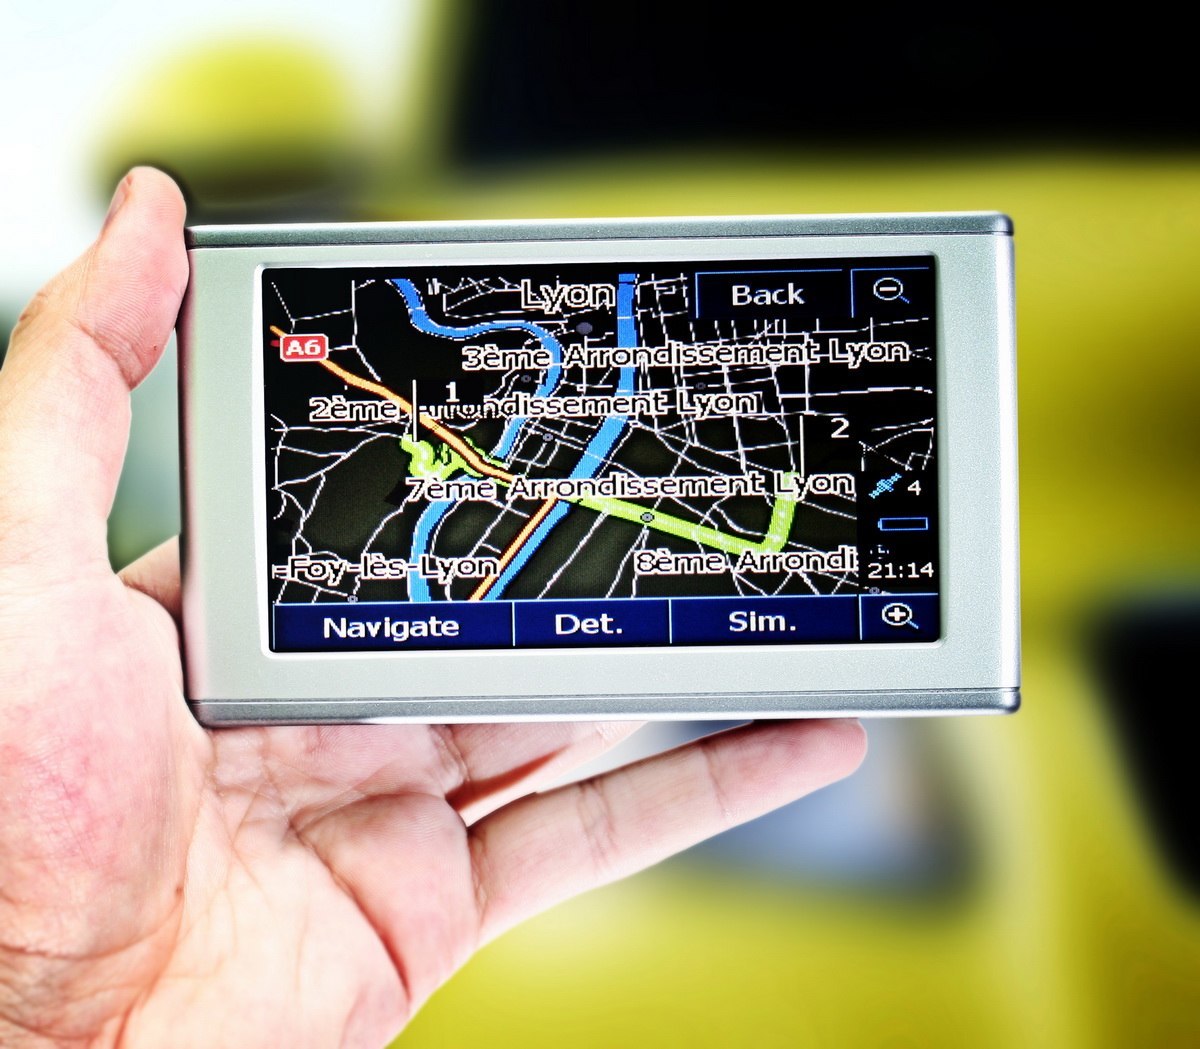 Lyon
Back
A6
3ème Arrondissement Lyon
1
2ème Arrondissement Lyon
2
7ème Arrondissement Lyon
4
-Foy-lès-Lyon
8ème Arrondi
21:14
Navigate
Det.
Sim.